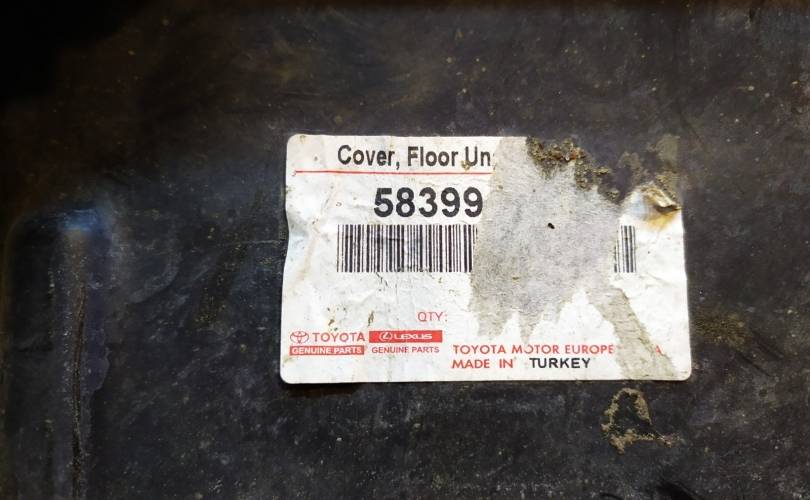 Cover, Floor Un
58399
QTY:
TOYOTA LEXUS
GENUINE PARTS GENUINE PARTS
TOYOTA MOTOR EUROPE
MADE IN TURKEY